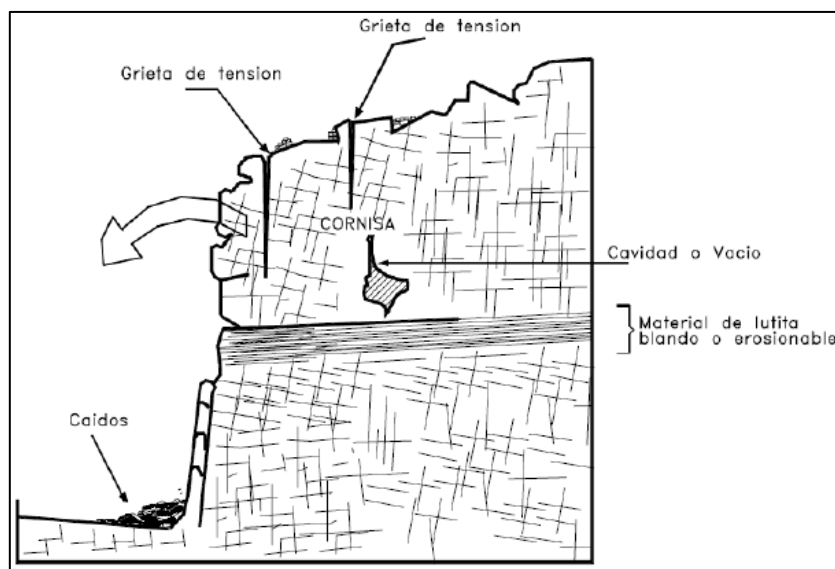 Grieta de tension
Grieta de tension
CORNISA
Cavidad o Vacio
Material de lutita
blando o erosionable
Caidos